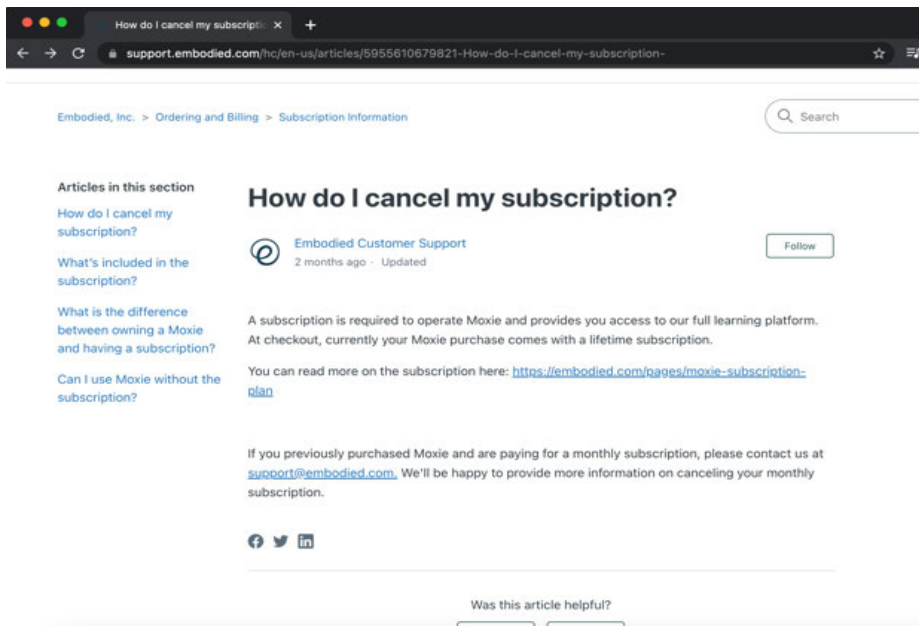 How do I cancel my subscripti
support.embodied.com/hc/en-us/articles/5955610679821-How-do-I-cancel-my-subscription-
Embodied, Inc. > Ordering and Billing > Subscription Information
Search
Articles in this section
How do I cancel my
subscription?
What's included in the
subscription?
What is the difference
between owning a Moxie
and having a subscription?
Can I use Moxie without the
subscription?
How do I cancel my subscription?
Embodied Customer Support
2 months ago · Updated
Follow
A subscription is required to operate Moxie and provides you access to our full learning platform.
At checkout, currently your Moxie purchase comes with a lifetime subscription.
You can read more on the subscription here: https://embodied.com/pages/moxie-subscription-
plan
If you previously purchased Moxie and are paying for a monthly subscription, please contact us at
support@embodied.com. We'll be happy to provide more information on canceling your monthly
subscription.
Was this article helpful?